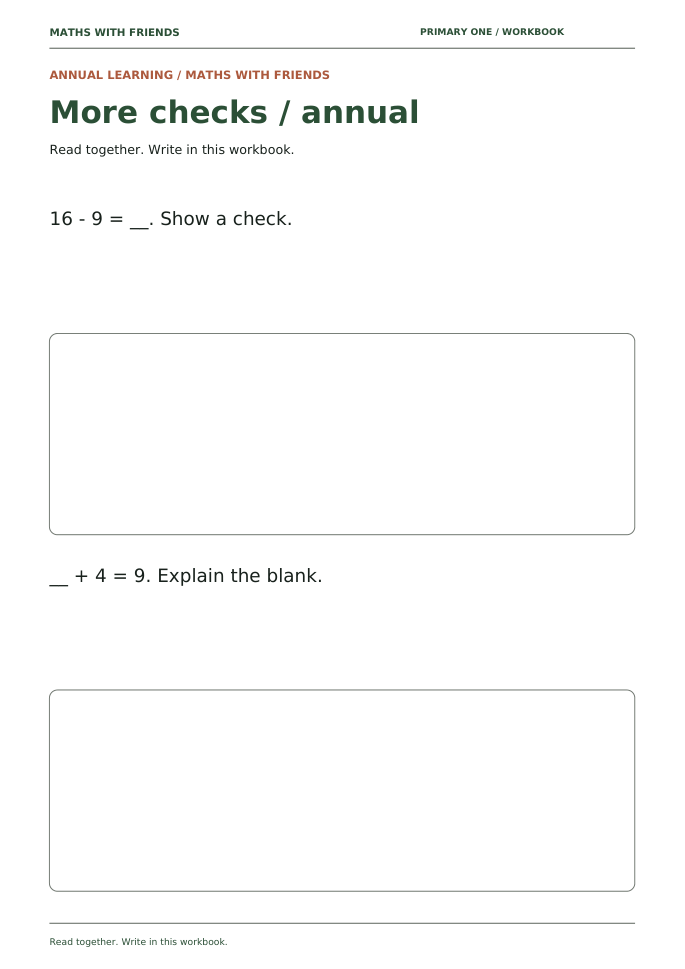 MATHS WITH FRIENDS
PRIMARY ONE / WORKBOOK
ANNUAL LEARNING / MATHS WITH FRIENDS
More checks / annual
Read together. Write in this workbook.
16 - 9 = __. Show a check.
__ + 4 = 9. Explain the blank.
Read together. Write in this workbook.